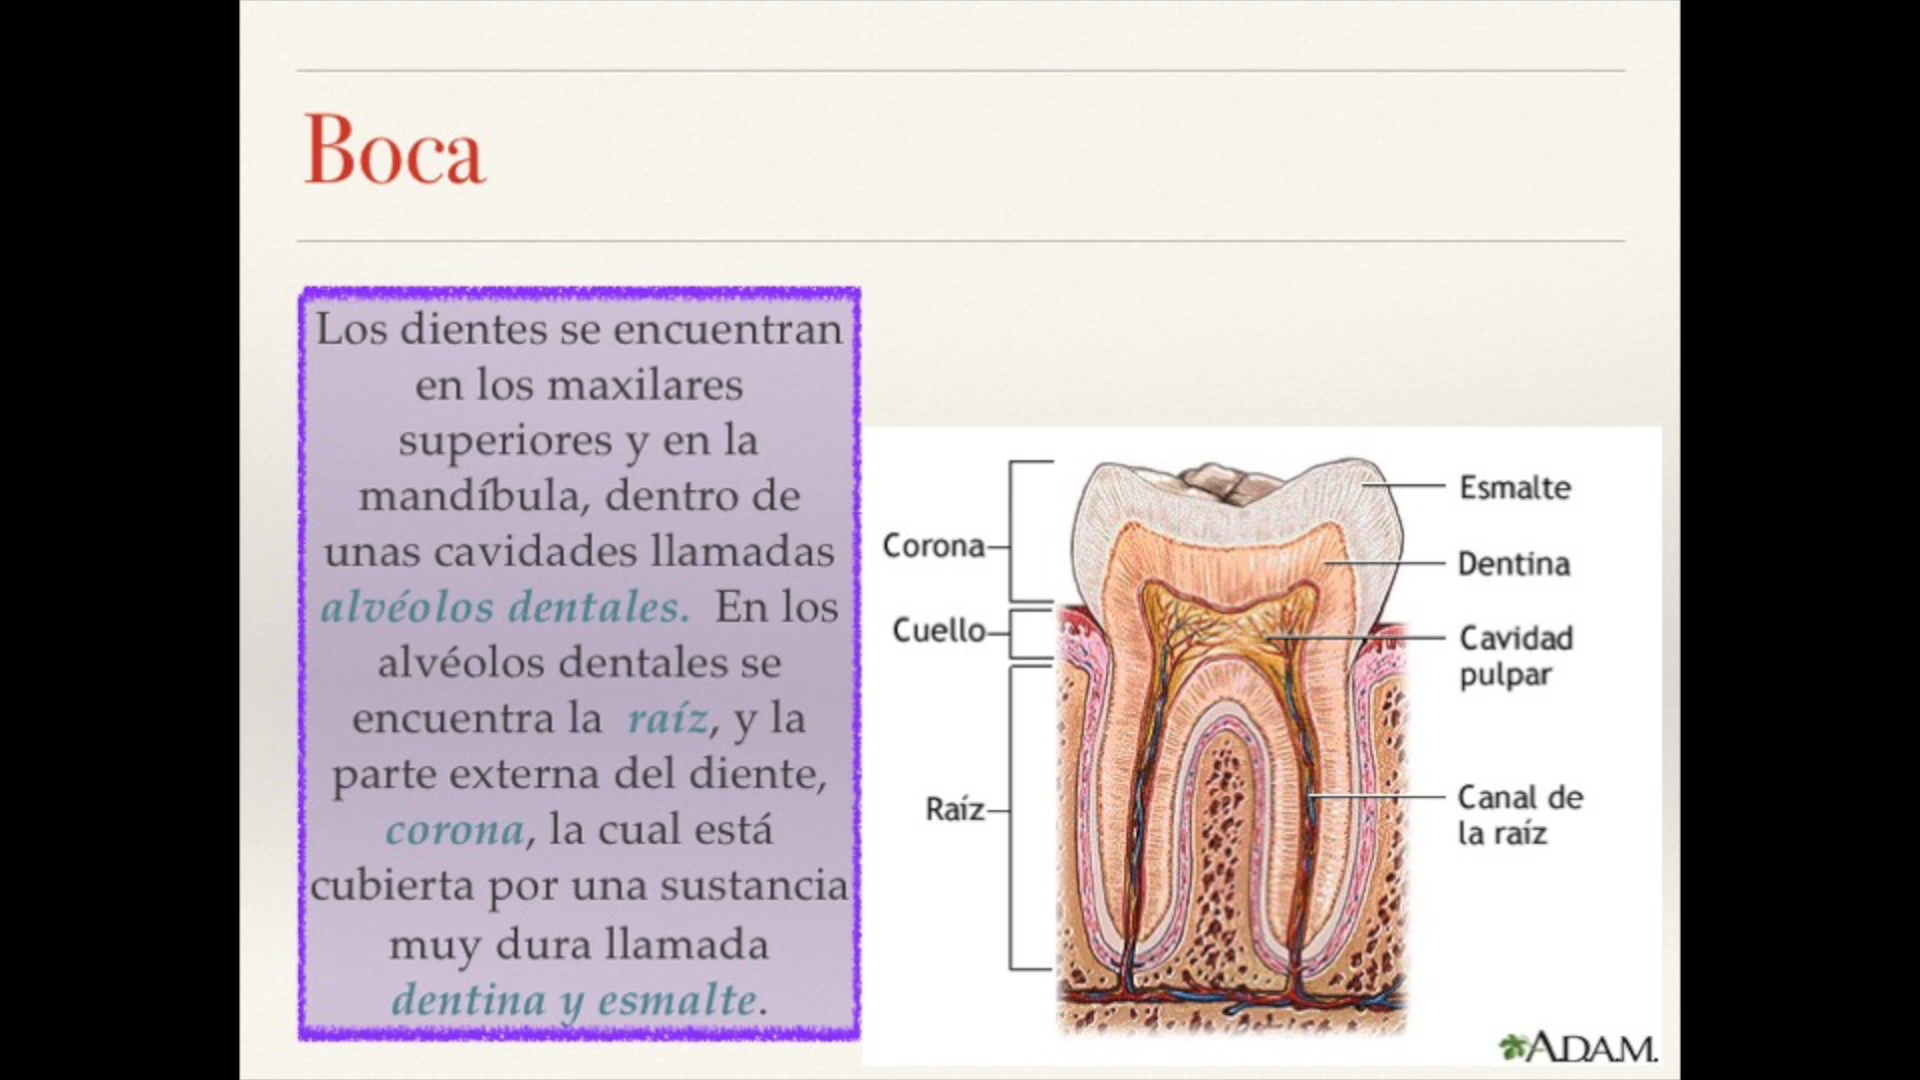 Boca
Los dientes se encuentran
en los maxilares
superiores y en la
mandíbula, dentro de
unas cavidades llamadas
alvéolos dentales. En los
alvéolos dentales se
encuentra la raíz, y la
parte externa del diente,
corona, la cual está
cubierta por una sustancia
muy dura llamada
dentina y esmalte.
Corona
Cuello
Raíz
Esmalte
Dentina
Cavidad
pulpar
Canal de
la raíz
ADAM.